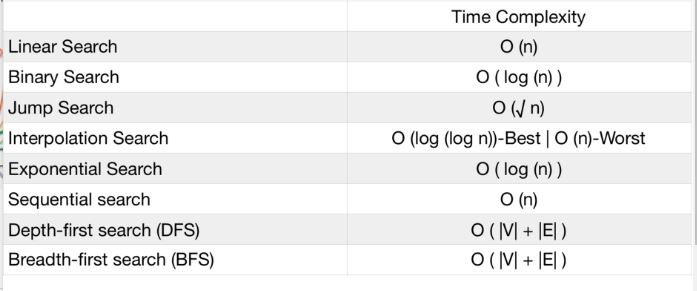 Time Complexity
Linear Search O (n)
Binary Search O ( log (n) )
Jump Search O (√ n)
Interpolation Search O (log (log n))-Best | O (n)-Worst
Exponential Search O ( log (n) )
Sequential search O (n)
Depth-first search (DFS) O ( |V| + |E| )
Breadth-first search (BFS) O ( |V| + |E| )